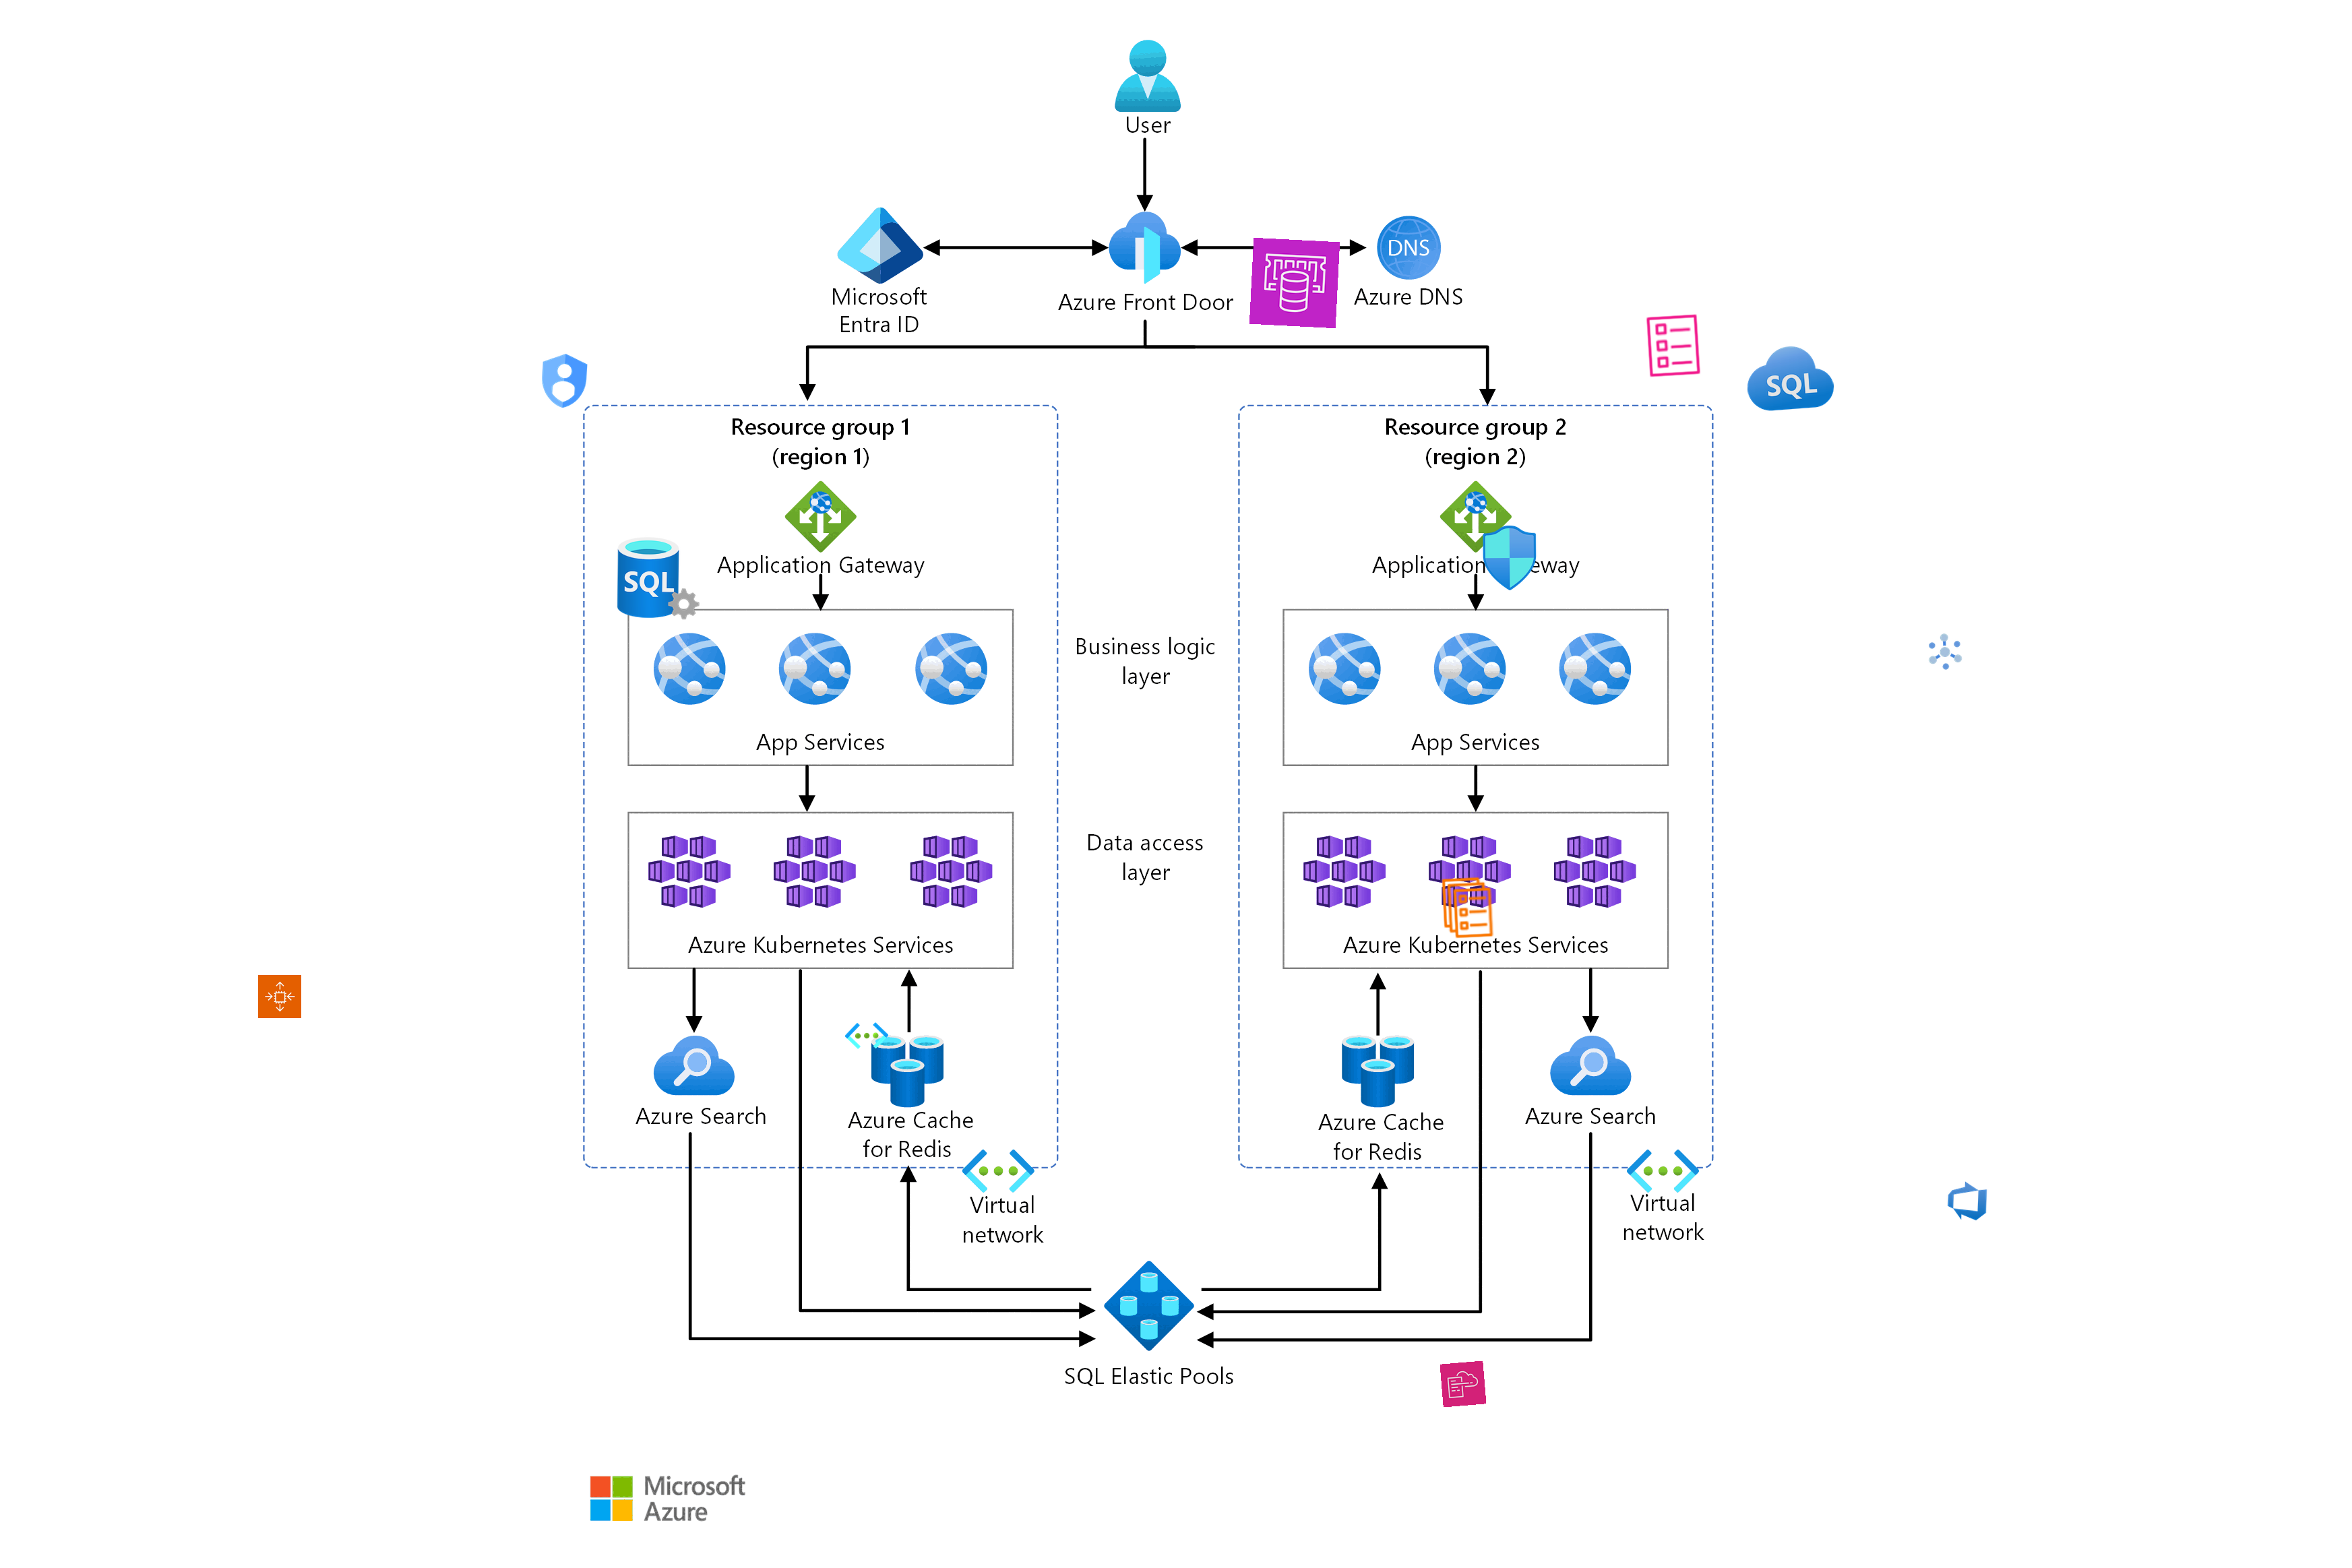 User
DNS
Microsoft
Entra ID
Azure Front Door
Azure DNS
SQL
Resource group 1
(region 1)
Resource group 2
(region 2)
SQL
Application Gateway
Application eway
Business logic
layer
App Services
App Services
Data access
layer
Azure Kubernetes Services
Azure Kubernetes Services
Azure Search
Azure Cache
for Redis
Azure Cache
for Redis
Azure Search
Virtual
network
Virtual
network
SQL Elastic Pools
Microsoft
Azure